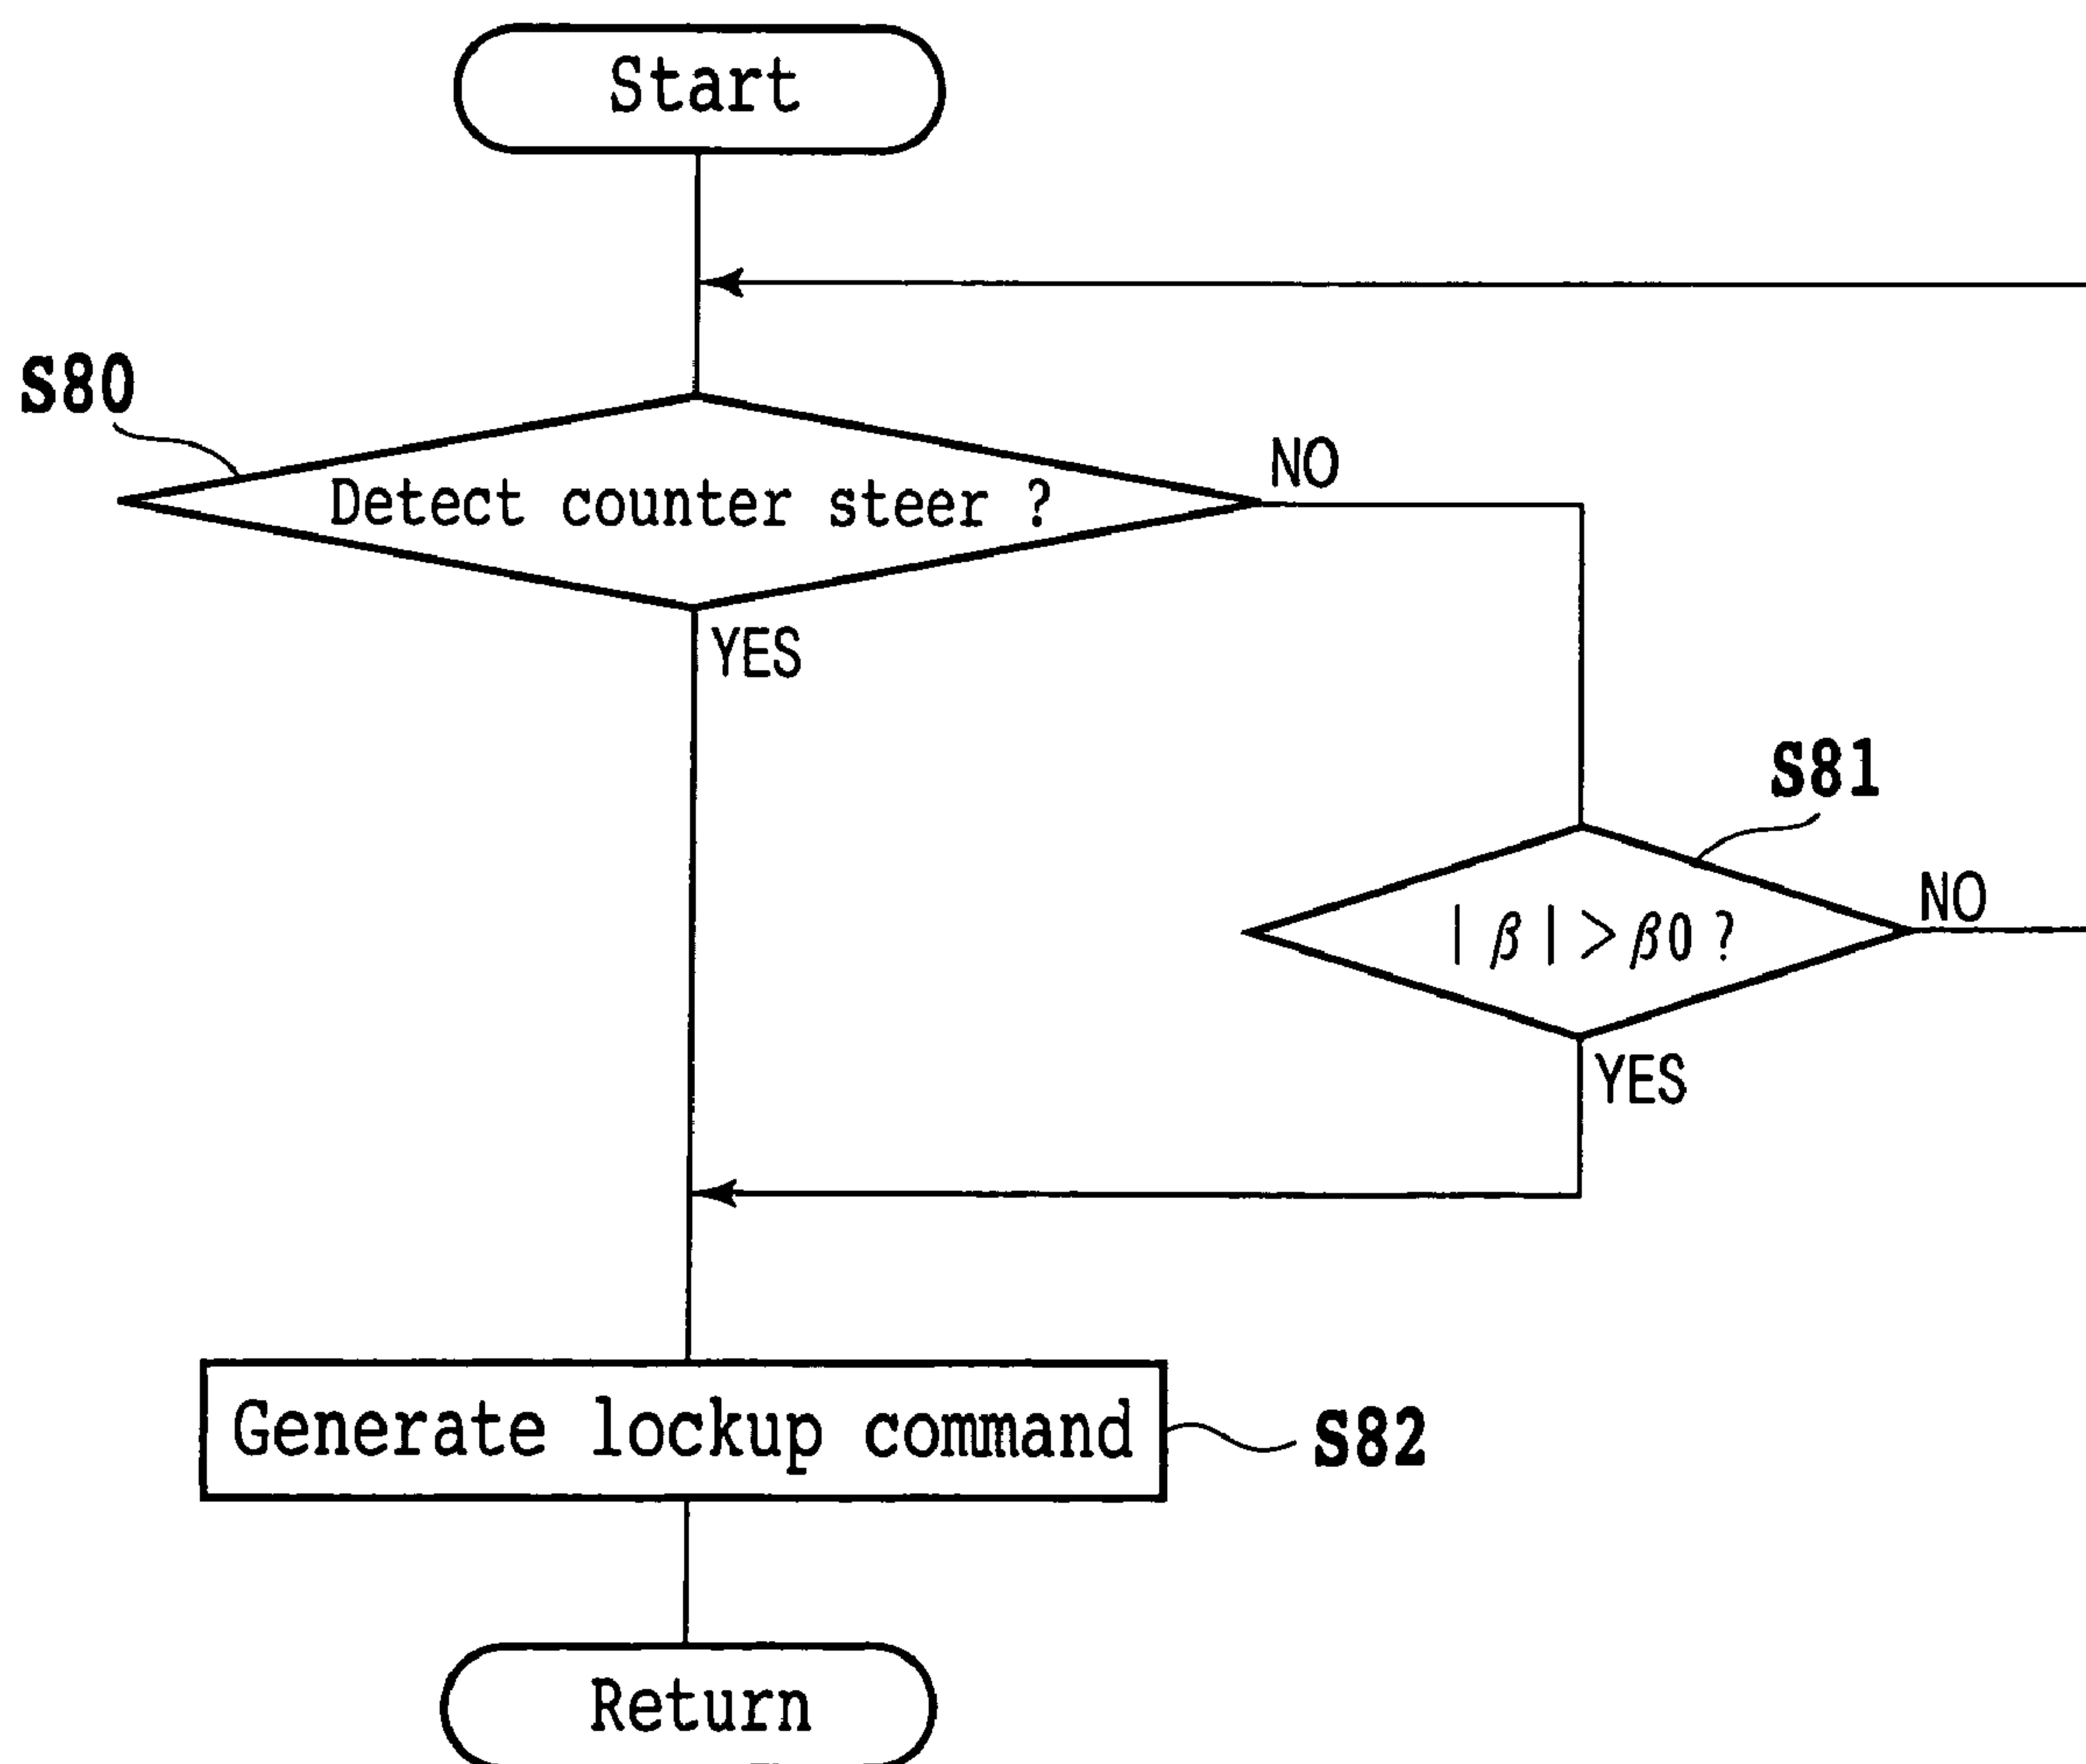 Start
S80
NO
Detect counter steer ?
YES
S81
NO
| β | > β0 ?
YES
Generate lockup command
S82
Return